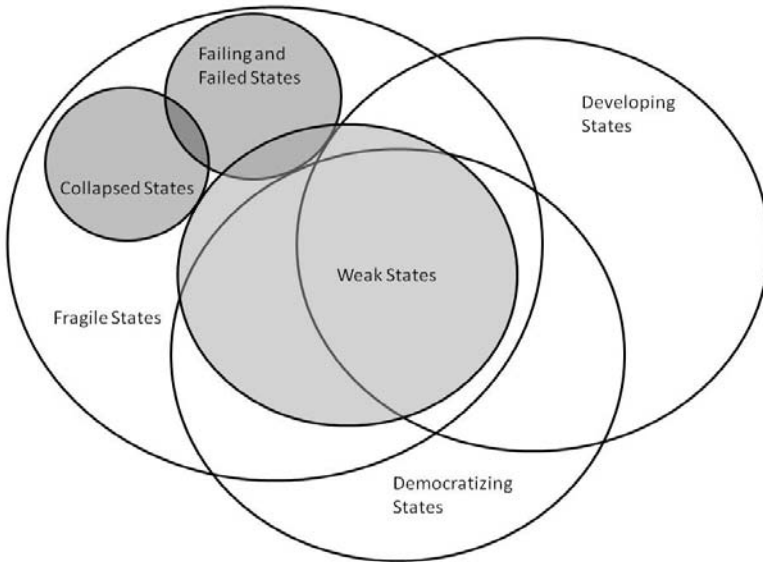 Failing and
Failed States
Developing
States
Collapsed States
Weak States
Fragile States
Democratizing
States